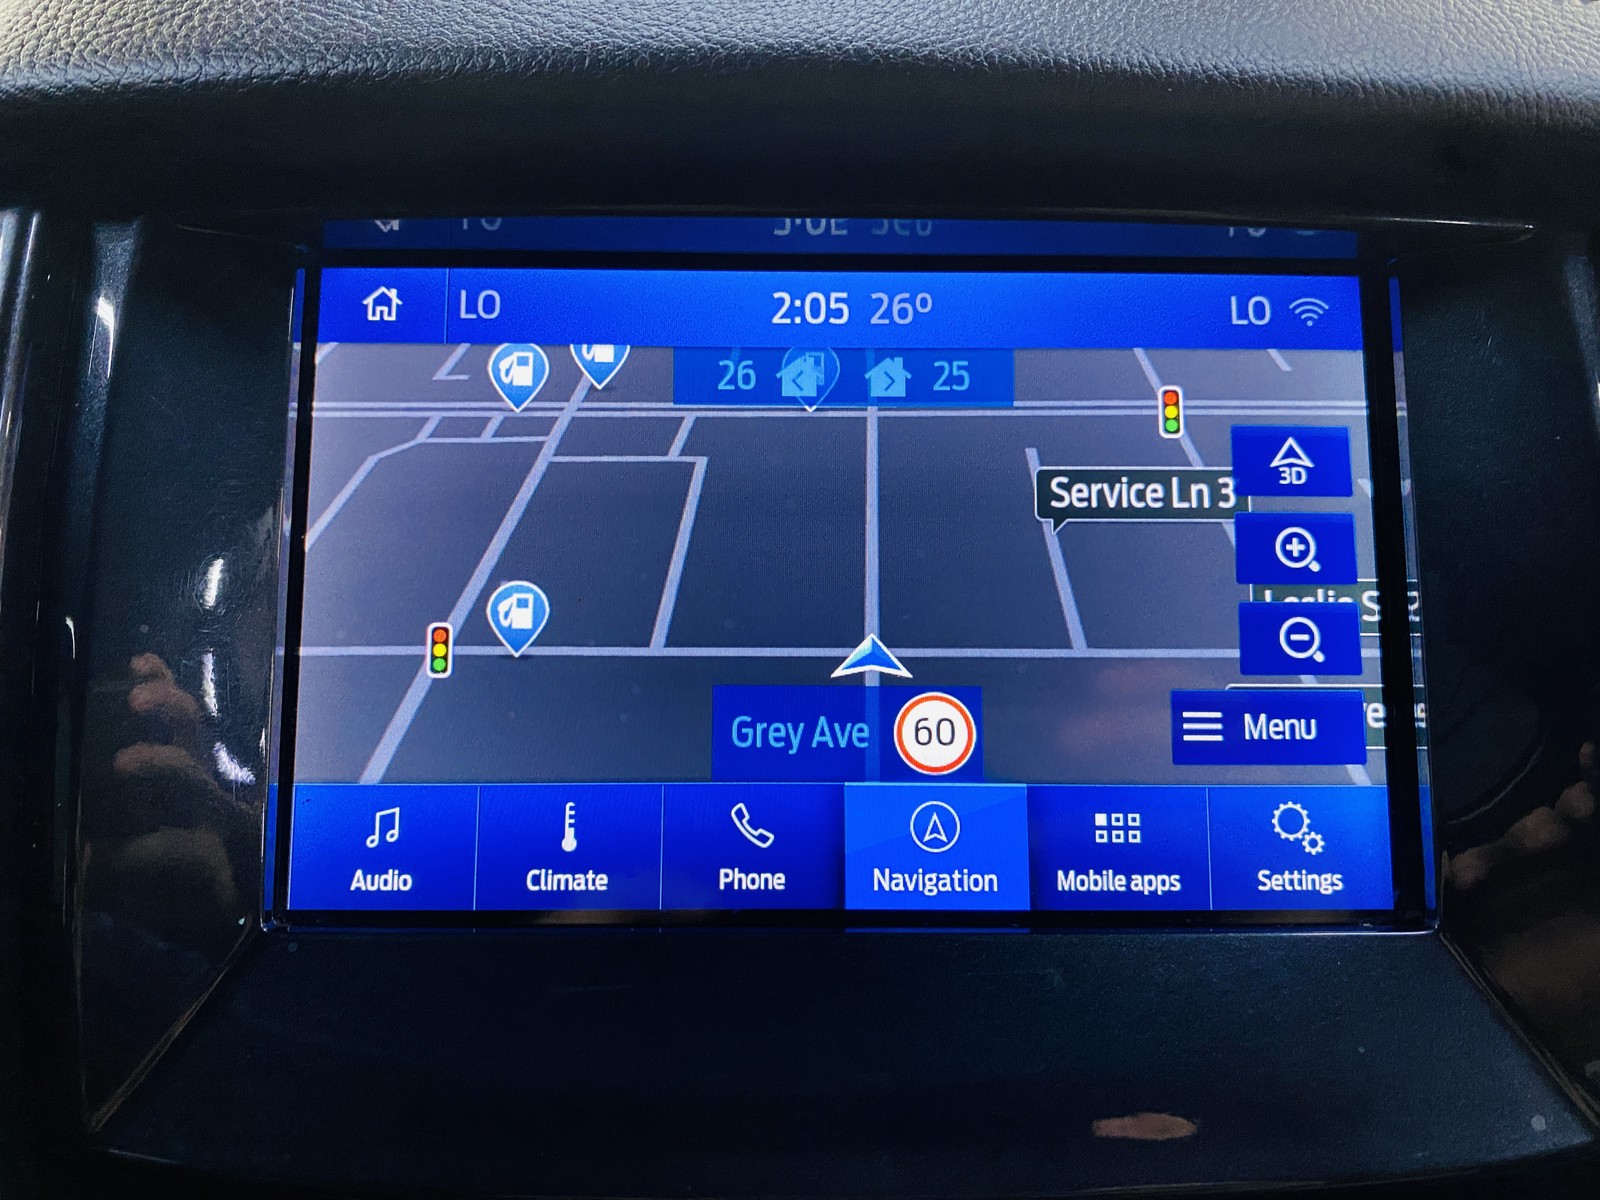 LO 2:05 26º LO
26 25
3D
Service Ln 3
Grey Ave 60
Menu
Audio Climate Phone Navigation Mobile apps Settings